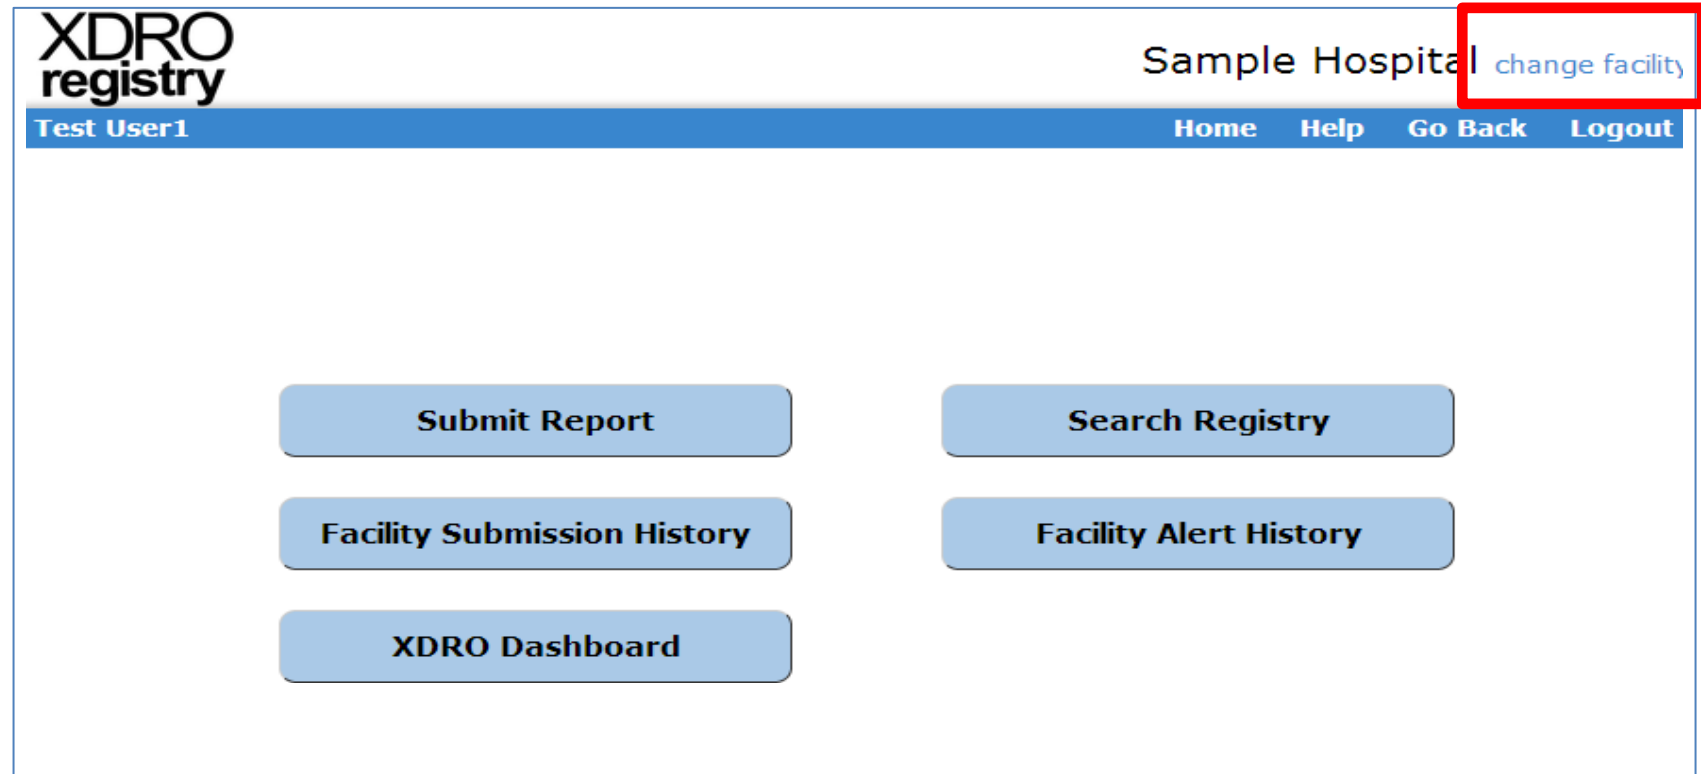 XDRO
registry
Sample Hospital change facility
Test User1 Home Help Go Back Logout
Submit Report Search Registry
Facility Submission History Facility Alert History
XDRO Dashboard